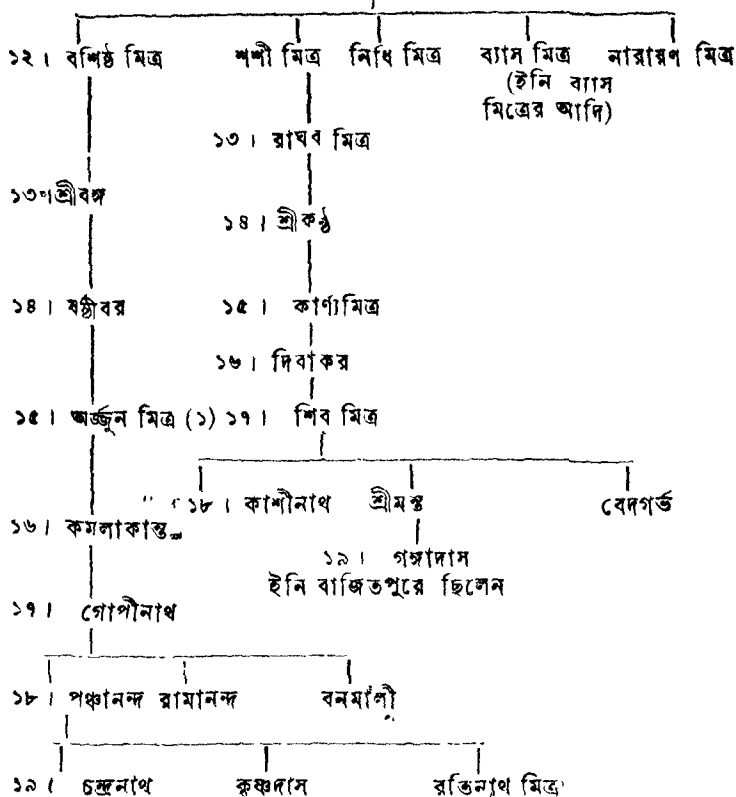 ১২। বশিষ্ঠ মিত্র শশী মিত্র নিধি মিত্র ব্যাস মিত্র নারায়ণ মিত্র
(ইনি ব্যাস
মিত্রের আদি)
১৩। রাঘব মিত্র
১৩। শ্রীবঙ্গ
১৪। শ্রীকণ্ঠ
১৪। ষষ্ঠীবর ১৫। কার্ণ্যমিত্র
১৬। দিবাকর
১৫। অর্জ্জুন মিত্র (১) ১৭। শিব মিত্র
১৮। কাশীনাথ শ্রীমন্ত বেদগর্ভ
১৬। কমলাকান্ত
১৯। গঙ্গাদাস
ইনি বাজিতপুরে ছিলেন
১৭। গোপীনাথ
১৮। পঞ্চানন্দ রামানন্দ বনমালী
১৯। চন্দ্রনাথ কৃষ্ণদাস রতিনাথ মিত্র